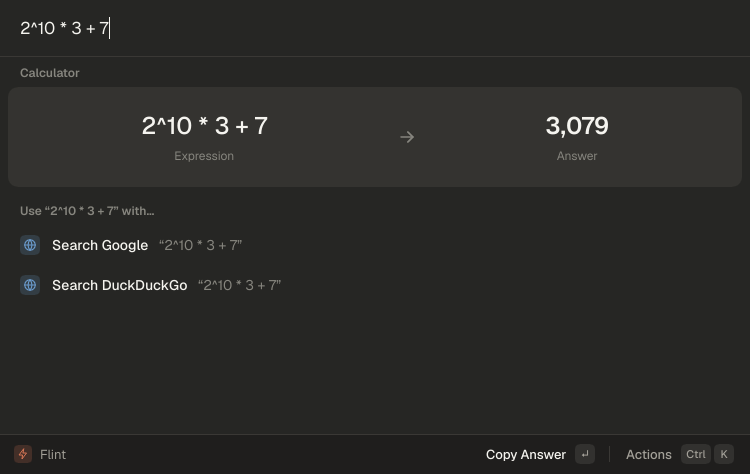 2^10 * 3 + 7
Calculator
2^10 * 3 + 7 → 3,079
Expression Answer
Use “2^10 * 3 + 7” with...
Search Google “2^10 * 3 + 7”
Search DuckDuckGo “2^10 * 3 + 7”
Flint Copy Answer ↵ Actions Ctrl K